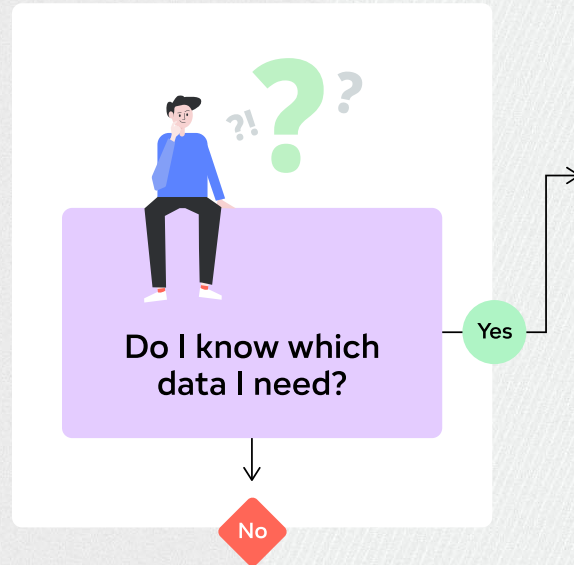 ?!
?
?
Do I know which
data I need?
Yes
No